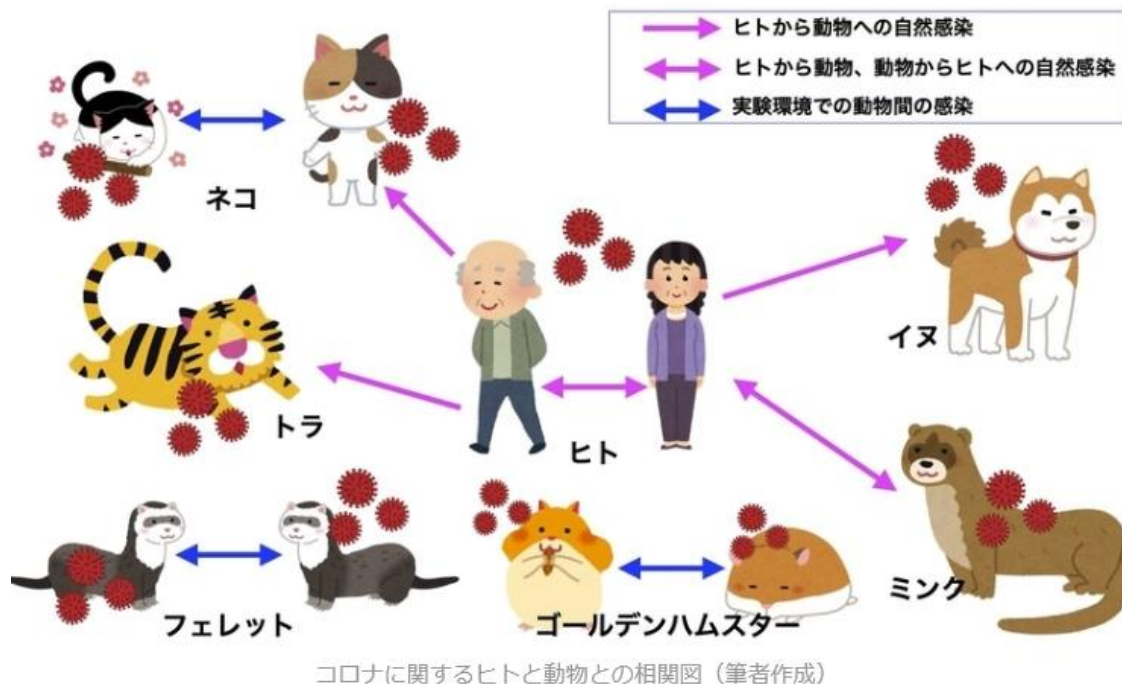 ヒトから動物への自然感染
ヒトから動物、動物からヒトへの自然感染
実験環境での動物間の感染
ネコ
イヌ
トラ
ヒト
ミンク
フェレット
ゴールデンハムスター
コロナに関するヒトと動物との相関図（筆者作成）